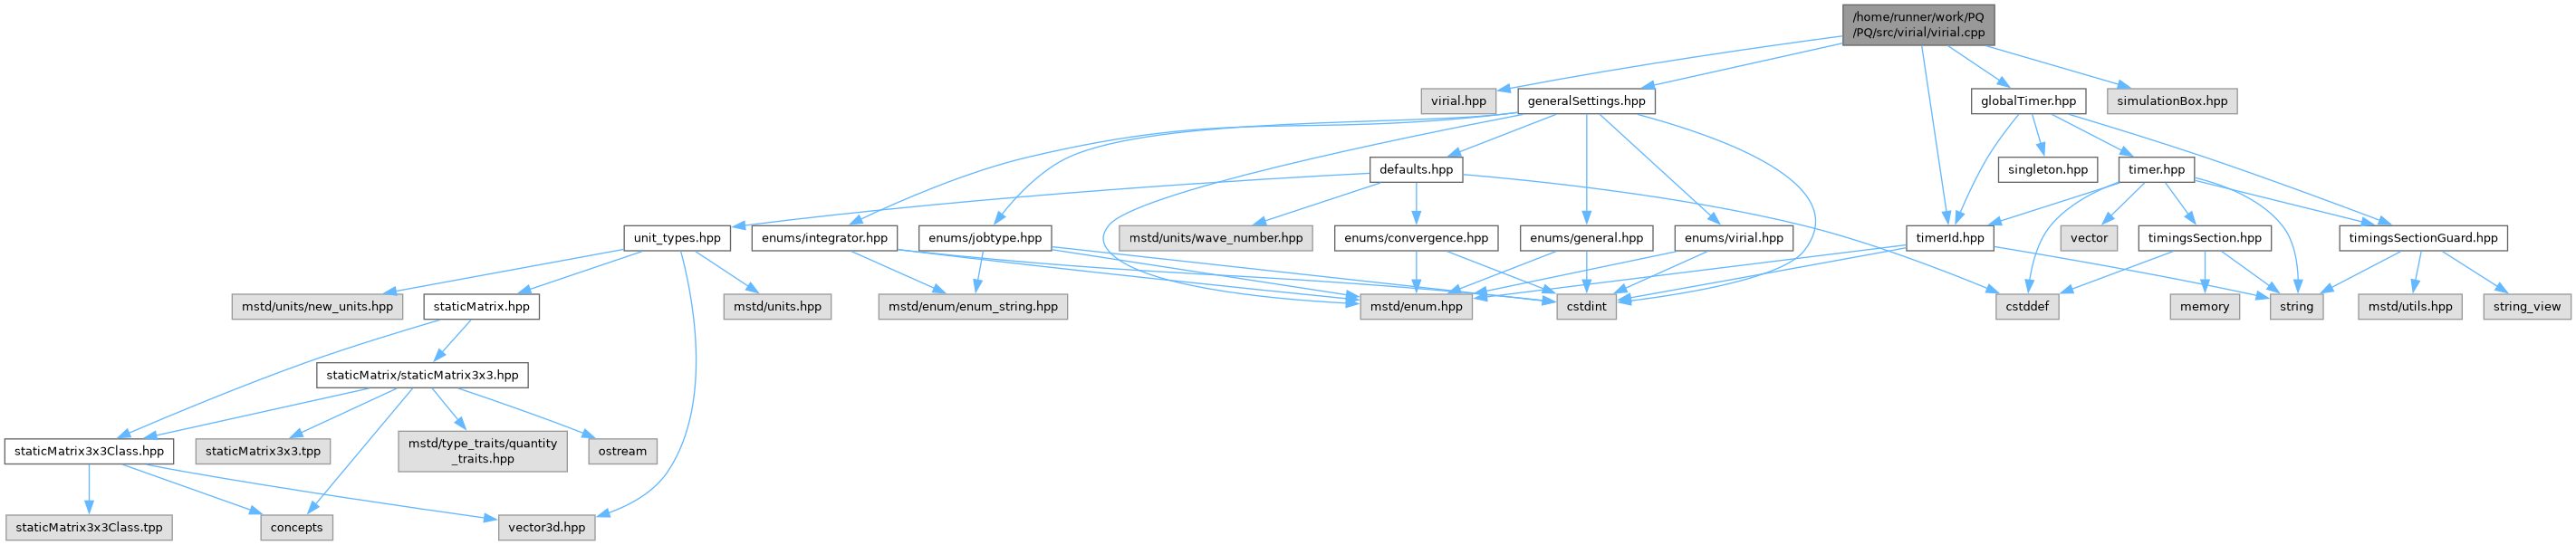 /home/runner/work/PQ
/PQ/src/virial/virial.cpp
virial.hpp
generalSettings.hpp
globalTimer.hpp
simulationBox.hpp
defaults.hpp
singleton.hpp
timer.hpp
unit_types.hpp
enums/integrator.hpp
enums/jobtype.hpp
mstd/units/wave_number.hpp
enums/convergence.hpp
enums/general.hpp
enums/virial.hpp
timerId.hpp
vector
timingsSection.hpp
timingsSectionGuard.hpp
mstd/units/new_units.hpp
staticMatrix.hpp
mstd/units.hpp
mstd/enum/enum_string.hpp
mstd/enum.hpp
cstdint
cstddef
memory
string
mstd/utils.hpp
string_view
staticMatrix/staticMatrix3x3.hpp
staticMatrix3x3Class.hpp
staticMatrix3x3.tpp
mstd/type_traits/quantity
_traits.hpp
ostream
staticMatrix3x3Class.tpp
concepts
vector3d.hpp